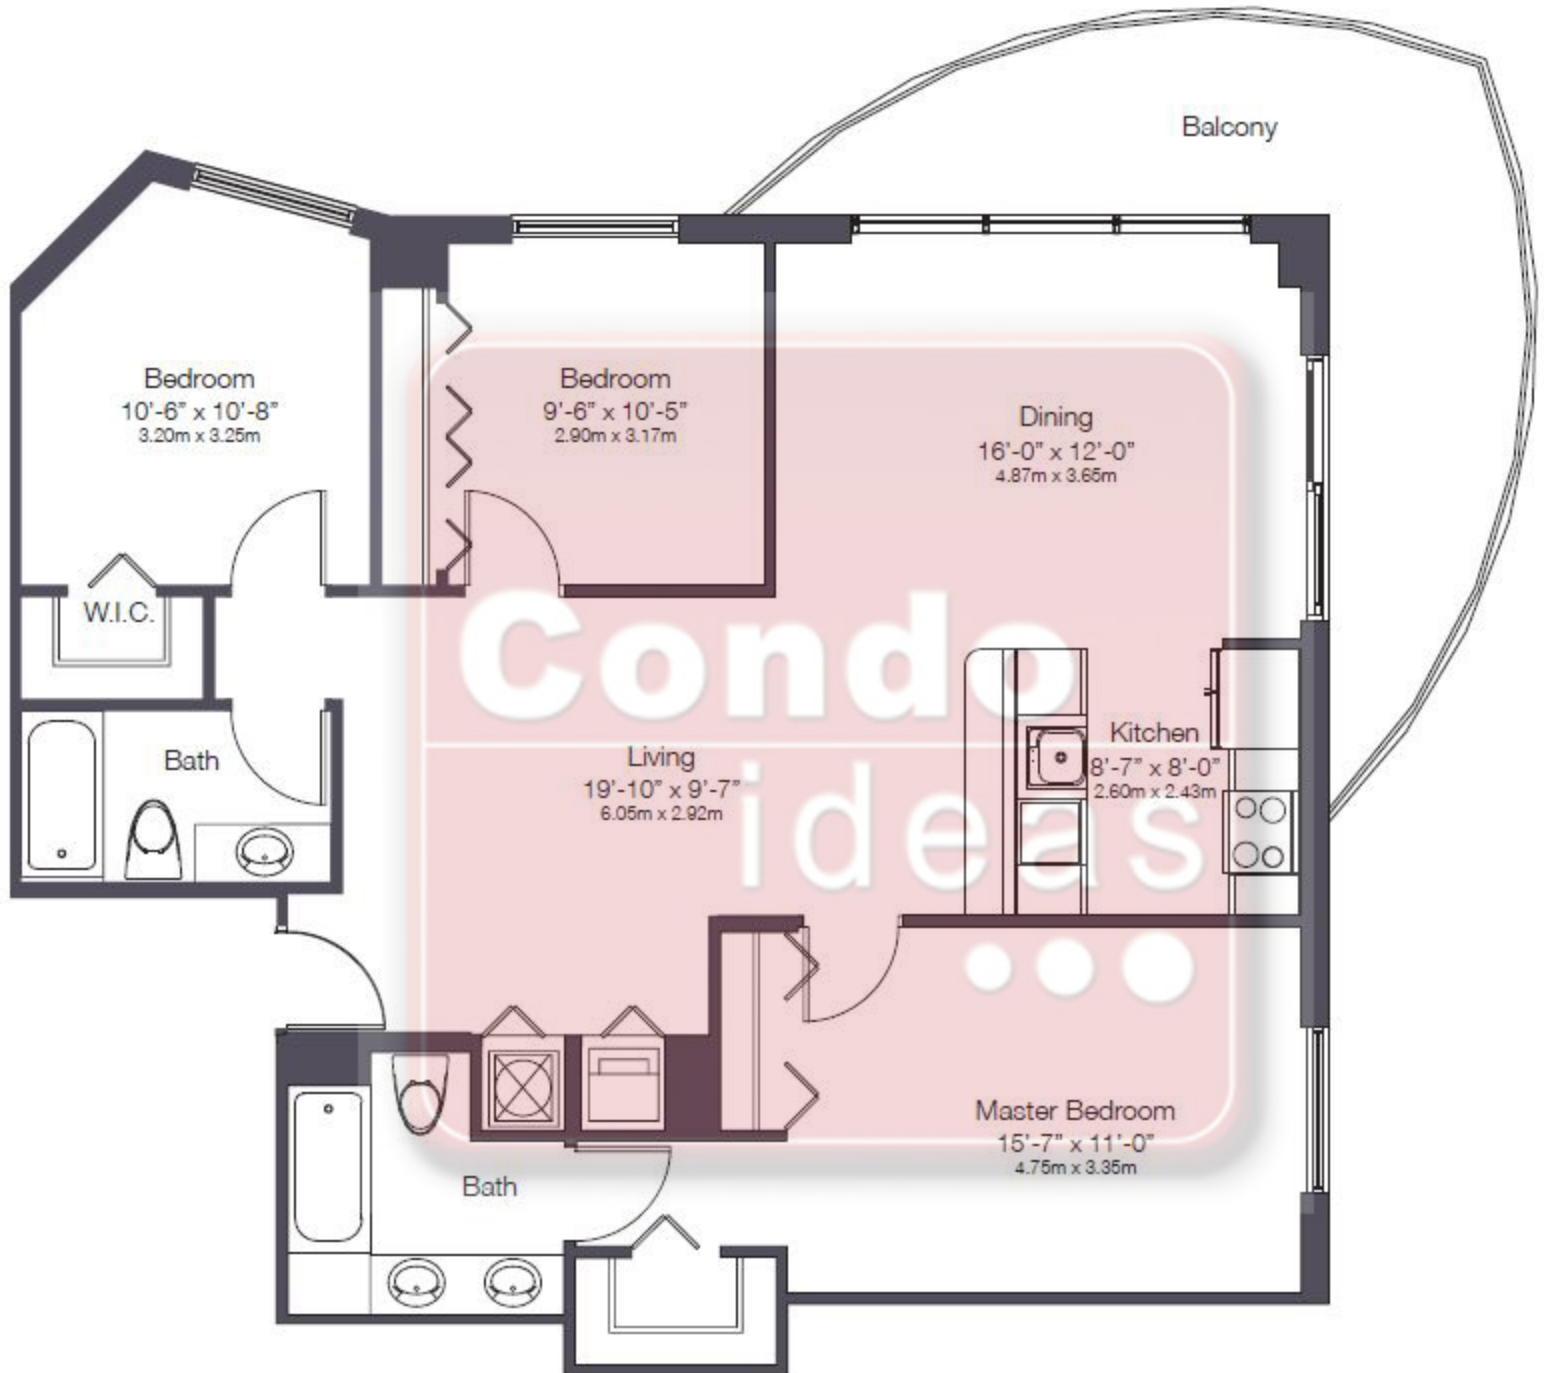 Balcony
Bedroom
10'-6" x 10'-8"
3.20m x 3.25m
Bedroom
9'-6" x 10'-5"
2.90m x 3.17m
Dining
16'-0" x 12'-0"
4.87m x 3.65m
W.I.C.
Condo
ideas
Bath
Living
19'-10" x 9'-7"
6.05m x 2.92m
Kitchen
8'-7" x 8'-0"
2.60m x 2.43m
Master Bedroom
15'-7" x 11'-0"
4.75m x 3.35m
Bath